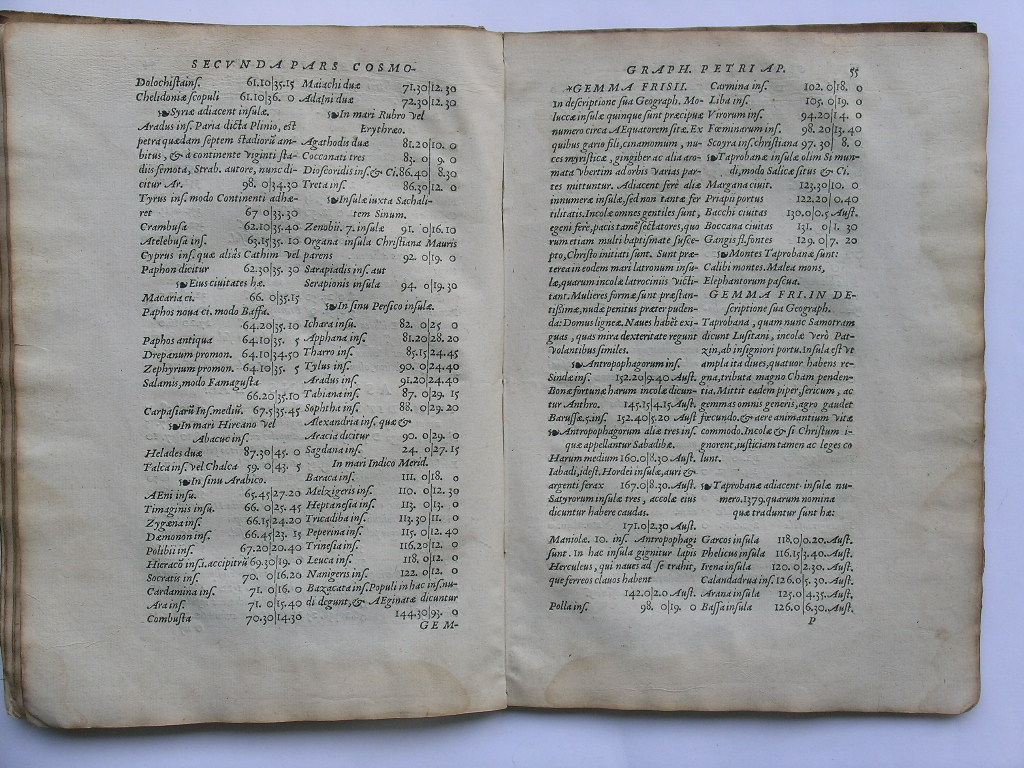 SECVNDA PARS COSMO-
Dolochistains. 61.10|35.15
Chelidoniæ scopuli 61.10|36. 0
Syriæ adiacent insulæ.
Aradus ins. Paria dicta Plinio, est
petra quædam septem stadiorū am-
bitus, & à continente viginti sta-
diis semota, Strab. autore, nunc di-
citur Ar. 98. 0|34.30
Tyrus ins. modo Continenti adhæ-
ret 67 0|33.30
Crambusa 62.10|35.40
Atelebusa ins. 63.15|35. 10
Cyprus ins. quæ aliâs Cathim vel
Paphon dicitur 62.30|35. 30
Eius ciuitates hæ.
Macaria ci. 66. 0|35.15
Paphos noua ci. modo Baffa.
64.20|35. 10
Paphos antiqua 64.10|35. 5
Drepanum promon. 64.10|34.50
Zephyrium promon. 64.10|35. 5
Salamis, modo Famagusta
66.20|35.10
Carpasiarū Ins.mediū. 67.5|35.45
In mari Hircano vel
Abacuc ins.
Helades duæ 87.30|45. 0
Talca ins. vel Chalca 59. 0|43. 5
In sinu Arabico.
AEni insu. 65.45|27.20
Timaginis insu. 66. 0|25.45
Zygæna ins. 66.15|24.20
Dæmonon ins. 66.45|23. 15
Polibii ins. 67.20|20.40
Hieracō ins.i.accipitrū 69.30|19. 0
Socratis ins. 70. 0|16.20
Cardamina ins. 71. 0|16. 0
Ara ins. 71. 0|15.40
Combusta 70.30|14.30
Maiachi duæ 71.30|12. 30
Adasni duæ 72.30|12.30
In mari Rubro vel
Erythræo.
Agathodis duæ 81.20|10. 0
Cocconati tres 83. 0|9. 0
Dioscoridis ins.& Ci.86.40|8.30
Treta ins. 86.30|12. 0
Insulæ iuxta Sachali-
tem Sinum.
Zenobii. 7. insulæ 91. 0|16.10
Organa insula Christiana Mauris
parens 92. 0|19. 0
Sarapiadis ins. aut
Serapionis insula 94. 0|19.30
In sinu Persico insulæ.
Ichara insu. 82. 0|25 0
Apphana ins. 81.20|28.20
Tharro ins. 85.15|24.45
Tylus ins. 90. 0|24.40
Aradus ins. 91.20|24.40
Tabiana ins. 87. 0|29. 15
Sophtha ins. 88. 0|29.20
Alexandria ins. quæ &
Aracia dicitur 90. 0|29. 0
Sagdana ins. 24. 0|27.15
In mari Indico Merid.
Baraca ins. 111. 0|18. 0
Melzigeris ins. 110. 0|12.30
Heptanesia ins. 113. 0|13. 0
Tricadiba ins. 113.30|11. 0
Peperina ins. 115. 0|12.40
Trinesia ins. 116.20|12. 0
Leuca ins. 118. 0|12. 0
Nanigeris ins. 122. 0|12. 0
Bazacata ins.Populi in hac ins.nu-
di degunt, & AEginatæ dicuntur
144.30|93. 0
GEM-
GRAPH. PETRI AP. 55
GEMMA FRISII.
In descriptione sua Geograph. Mo-
luccæ insulæ quinque sunt præcipuæ
numero circa AEquatorem sitæ. Ex
quibus gario fili, cinamomum, nu-
ces myristicæ, gingiber ac alia aro-
mata vbertim ad orbis varias par-
tes mittuntur. Adiacent ferè aliæ
innumeræ insulæ, sed non tantæ fer
tilitatis. Incolæ omnes gentiles sunt,
egeni ferè, pacis tamē sectatores, quo
rum etiam multi baptismate susce-
pto, Christo initiati sunt. Sunt præ-
terea in eodem mari latronum insu-
læ, quarum incolæ latrociniis victi-
tant. Mulieres formæ sunt præstan-
tissimæ, nudæ penitus præter puden-
da: Domus ligneæ. Naues habēt exi-
guas, quas mira dexteritate regunt
volantibus similes.
Antropophagorum ins.
Sindæ ins. 152.20|9.40 Aust.
Bonæ fortunæ harum incolæ dicun-
tur Anthro. 145.15|4.15 Aust.
Barussæ.5.ins. 152.40|5.20 Aust
Antropophagorum aliæ tres ins.
quæ appellantur Sabadibæ.
Harum medium 160.0|8.30 Aust.
Iabadi, idest. Hordei insulæ, auri &
argenti ferax 167.0|8.30. Aust.
Satyrorum insulæ tres, accolæ eius
dicuntur habere caudas.
171.0|2.30 Aust.
Maniolæ. 10. ins. Antropophagi
sunt. In hac insula gignitur lapis
Herculeus, qui naues ad se trahit,
quæ ferreos clauos habent
142.0|2.0 Aust.
Polla ins. 98. 0|19. 0
Carmina ins. 102. 0|18. 0
Liba ins. 105. 0|19. 0
Virorum ins. 94.20|14. 0
Fœminarum ins. 98. 20|13.40
Scoyra ins. christiana 97. 30|8. 0
Taprobanæ insulæ olim Si mun-
di, modo Salicæ situs & Ci.
Margana ciuit. 123.30|10. 0
Priapi portus 122.20|0.40
Bacchi ciuitas 130.0|0.5 Aust.
Boccana ciuitas 131. 0|1. 30
Gangis fl. fontes 129. 0|7. 20
Montes Taprobanæ sunt:
Calibi montes. Malea mons,
Elephantorum pascua.
GEMMA FRI. IN DE-
scriptione sua Geograph.
Taprobana, quam nunc Samotram
dicunt Lusitani, incolæ verò Pat-
zin, ab insigniori portu. Insula est vt
ampla ita diues, quatuor habens re-
gna, tributa magno Cham penden-
tia. Mittit eadem piper, sericum, ac
gemmas omnis generis, agro gaudet
fœcundo, & aere animantium vitæ
commodo. Incolæ & si Christum i-
gnorent, iusticiam tamen ac leges co
lunt.
Taprobanæ adiacent insulæ nu-
mero.1379.quarum nomina
quæ traduntur sunt hæ:
Garcos insula 118.0|0.20. Aust.
Phelicus insula 116.15|3.40. Aust.
Irena insula 120. 0|2.30. Aust.
Calandadrua ins. 126.0|5. 30. Aust.
Arana insula 125.0|4.35. Aust.
Bassa insula 126.0|6.30. Aust.
P